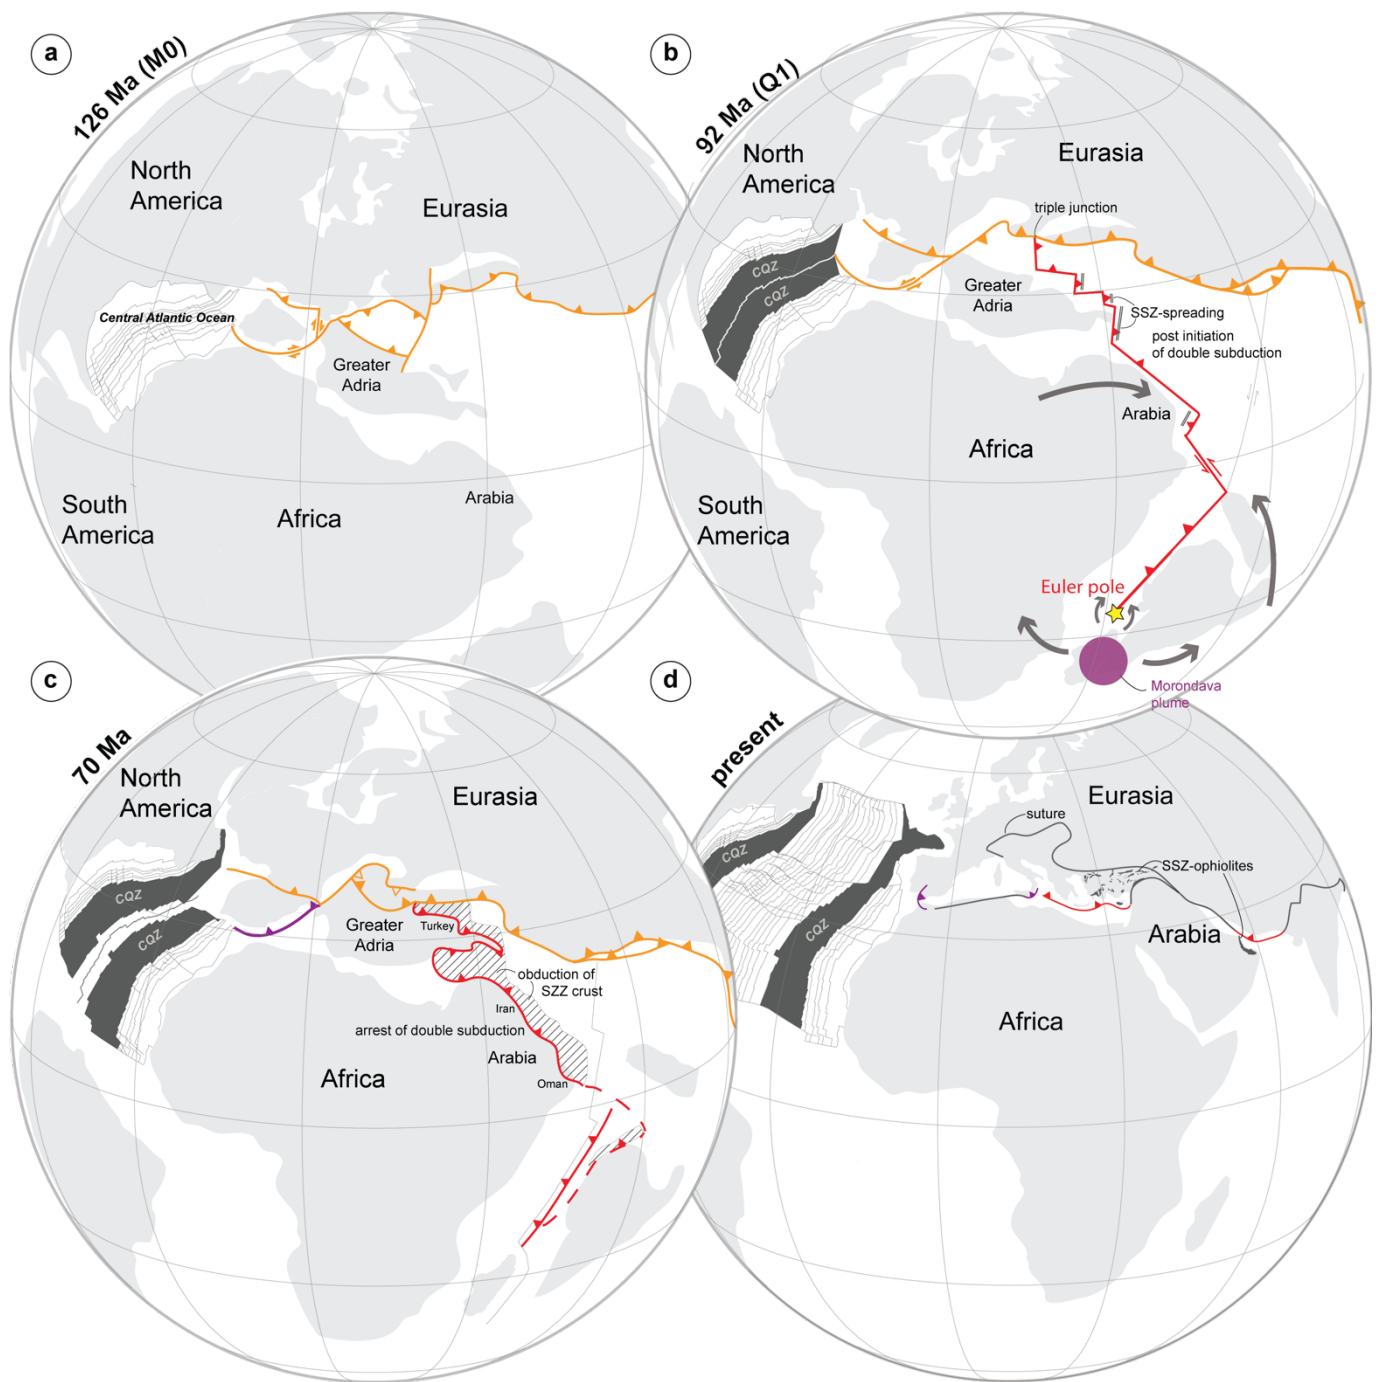 a
126 Ma (M0)
North
America
Eurasia
Central Atlantic Ocean
Greater
Adria
South
America
Africa
Arabia
b
92 Ma (Q1)
North
America
Eurasia
triple junction
CQZ
CQZ
Greater
Adria
SSZ-spreading
post initiation
of double subduction
Arabia
Africa
South
America
Euler pole
Morondava
plume
c
70 Ma
North
America
Eurasia
CQZ
CQZ
Greater
Adria
Turkey
obduction of
SZZ crust
Iran
arrest of double subduction
Arabia
Africa
Oman
d
present
Eurasia
suture
CQZ
SSZ-ophiolites
CQZ
Arabia
Africa